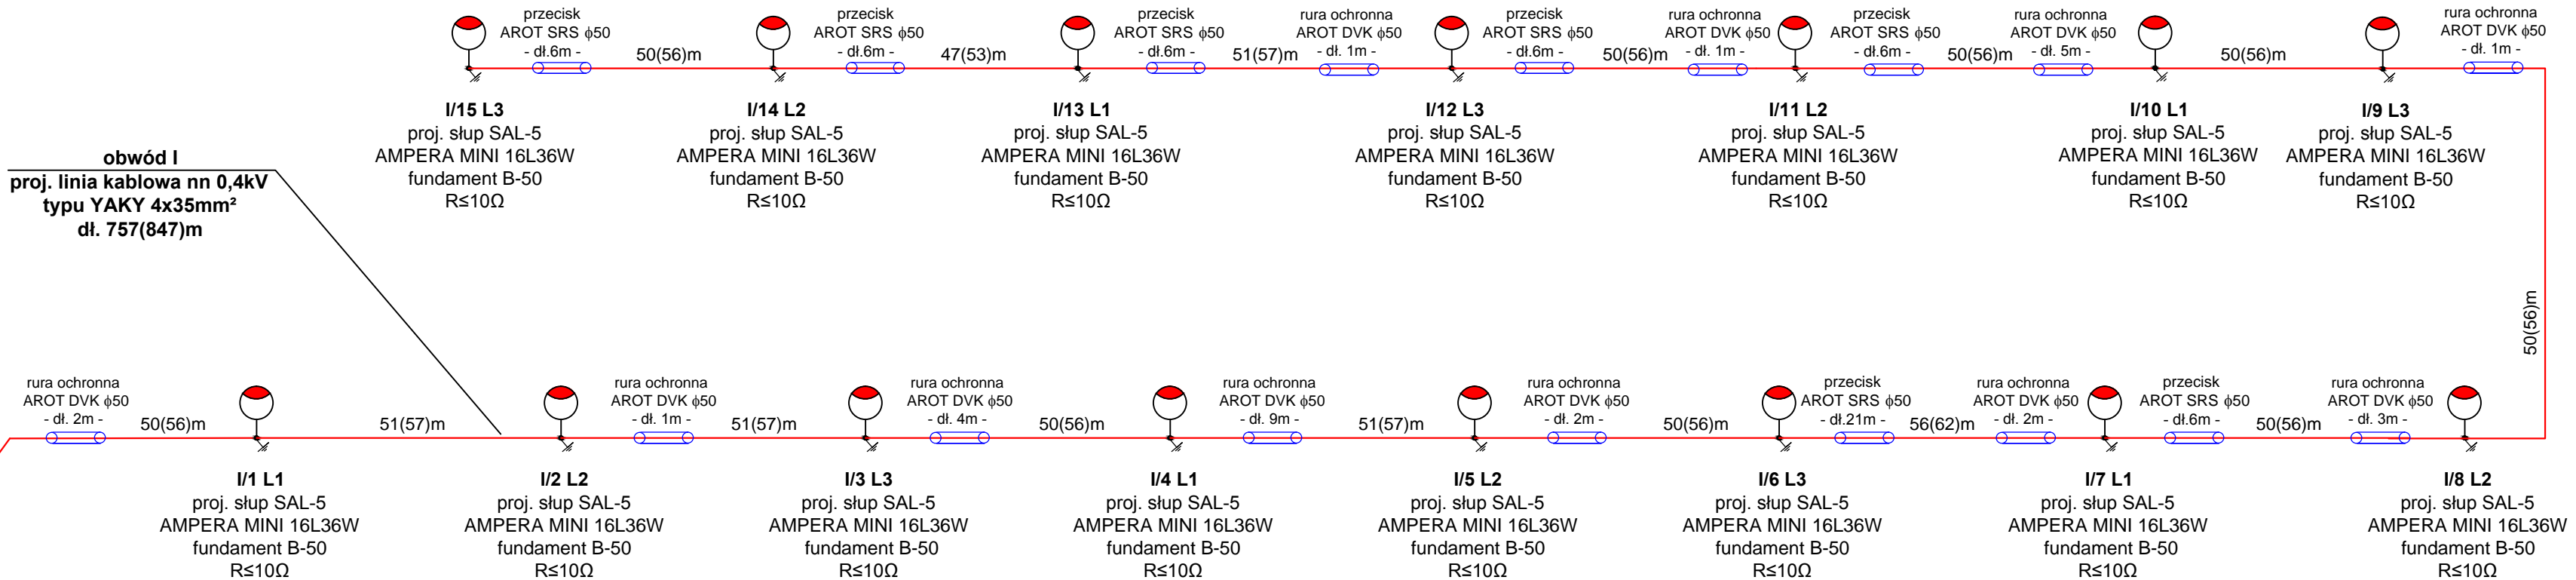 przecisk
AROT SRS ϕ50
- dł.6m -
50(56)m
przecisk
AROT SRS ϕ50
- dł.6m -
47(53)m
przecisk
AROT SRS ϕ50
- dł.6m -
51(57)m
rura ochronna
AROT DVK ϕ50
- dł. 1m -
przecisk
AROT SRS ϕ50
- dł.6m -
50(56)m
rura ochronna
AROT DVK ϕ50
- dł. 1m -
przecisk
AROT SRS ϕ50
- dł.6m -
50(56)m
rura ochronna
AROT DVK ϕ50
- dł. 5m -
50(56)m
rura ochronna
AROT DVK ϕ50
- dł. 1m -
I/15 L3
proj. słup SAL-5
AMPERA MINI 16L36W
fundament B-50
R≤10Ω
I/14 L2
proj. słup SAL-5
AMPERA MINI 16L36W
fundament B-50
R≤10Ω
I/13 L1
proj. słup SAL-5
AMPERA MINI 16L36W
fundament B-50
R≤10Ω
I/12 L3
proj. słup SAL-5
AMPERA MINI 16L36W
fundament B-50
R≤10Ω
I/11 L2
proj. słup SAL-5
AMPERA MINI 16L36W
fundament B-50
R≤10Ω
I/10 L1
proj. słup SAL-5
AMPERA MINI 16L36W
fundament B-50
R≤10Ω
I/9 L3
proj. słup SAL-5
AMPERA MINI 16L36W
fundament B-50
R≤10Ω
obwód I
proj. linia kablowa nn 0,4kV
typu YAKY 4x35mm²
dł. 757(847)m
50(56)m
rura ochronna
AROT DVK ϕ50
- dł. 2m -
50(56)m
51(57)m
rura ochronna
AROT DVK ϕ50
- dł. 1m -
51(57)m
rura ochronna
AROT DVK ϕ50
- dł. 4m -
50(56)m
rura ochronna
AROT DVK ϕ50
- dł. 9m -
51(57)m
rura ochronna
AROT DVK ϕ50
- dł. 2m -
50(56)m
przecisk
AROT SRS ϕ50
- dł.21m -
56(62)m
rura ochronna
AROT DVK ϕ50
- dł. 2m -
przecisk
AROT SRS ϕ50
- dł.6m -
50(56)m
rura ochronna
AROT DVK ϕ50
- dł. 3m -
I/1 L1
proj. słup SAL-5
AMPERA MINI 16L36W
fundament B-50
R≤10Ω
I/2 L2
proj. słup SAL-5
AMPERA MINI 16L36W
fundament B-50
R≤10Ω
I/3 L3
proj. słup SAL-5
AMPERA MINI 16L36W
fundament B-50
R≤10Ω
I/4 L1
proj. słup SAL-5
AMPERA MINI 16L36W
fundament B-50
R≤10Ω
I/5 L2
proj. słup SAL-5
AMPERA MINI 16L36W
fundament B-50
R≤10Ω
I/6 L3
proj. słup SAL-5
AMPERA MINI 16L36W
fundament B-50
R≤10Ω
I/7 L1
proj. słup SAL-5
AMPERA MINI 16L36W
fundament B-50
R≤10Ω
I/8 L2
proj. słup SAL-5
AMPERA MINI 16L36W
fundament B-50
R≤10Ω